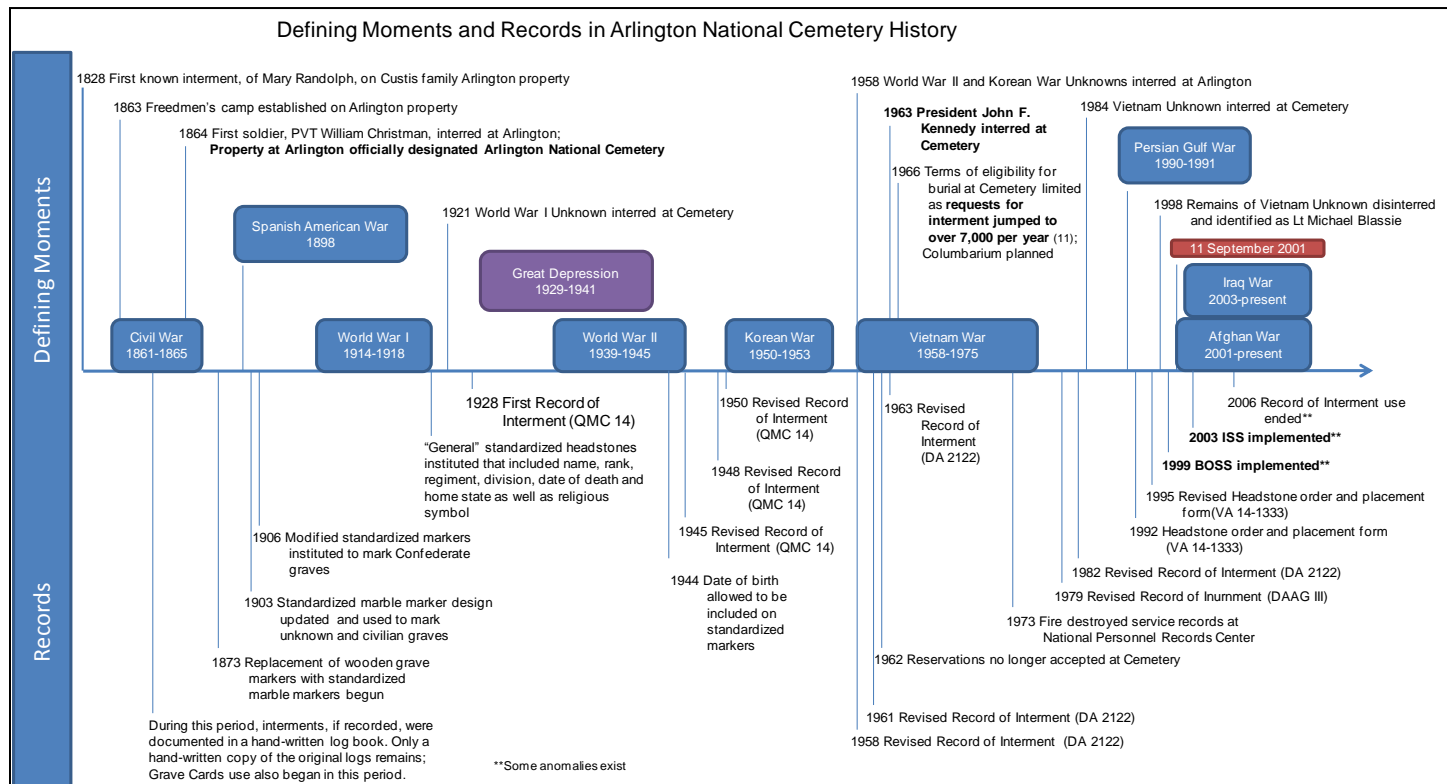 Defining Moments and Records in Arlington National Cemetery History
Defining Moments
1828 First known interment, of Mary Randolph, on Custis family Arlington property
1863 Freedmen's camp established on Arlington property
1864 First soldier, PVT William Christman, interred at Arlington;
Property at Arlington officially designated Arlington National Cemetery
Spanish American War
1898
1921 World War I Unknown interred at Cemetery
Great Depression
1929-1941
1958 World War II and Korean War Unknowns interred at Arlington
1963 President John F.
Kennedy interred at
Cemetery
1966 Terms of eligibility for
burial at Cemetery limited
as requests for
interment jumped to
over 7,000 per year (11);
Columbarium planned
1984 Vietnam Unknown interred at Cemetery
Persian Gulf War
1990-1991
1998 Remains of Vietnam Unknown disinterred
and identified as Lt Michael Blassie
11 September 2001
Iraq War
2003-present
Civil War
1861-1865
World War I
1914-1918
World War II
1939-1945
Korean War
1950-1953
Vietnam War
1958-1975
Afghan War
2001-present
Records
During this period, interments, if recorded, were
documented in a hand-written log book. Only a
hand-written copy of the original logs remains;
Grave Cards use also began in this period.
1873 Replacement of wooden grave
markers with standardized
marble markers begun
1903 Standardized marble marker design
updated and used to mark
unknown and civilian graves
1906 Modified standardized markers
instituted to mark Confederate
graves
1928 First Record of
Interment (QMC 14)
"General" standardized headstones
instituted that included name, rank,
regiment, division, date of death and
home state as well as religious
symbol
1944 Date of birth
allowed to be
included on
standardized
markers
1945 Revised Record of
Interment (QMC 14)
1948 Revised Record of
Interment (QMC 14)
1950 Revised Record
of Interment
(QMC 14)
1958 Revised Record of Interment (DA 2122)
1961 Revised Record of Interment (DA 2122)
1962 Reservations no longer accepted at Cemetery
1963 Revised
Record of
Interment
(DA 2122)
1973 Fire destroyed service records at
National Personnel Records Center
1979 Revised Record of Inurnment (DAAG III)
1982 Revised Record of Interment (DA 2122)
1992 Headstone order and placement form
(VA 14-1333)
1995 Revised Headstone order and placement
form(VA 14-1333)
1999 BOSS implemented**
2003 ISS implemented**
2006 Record of Interment use
ended**
**Some anomalies exist